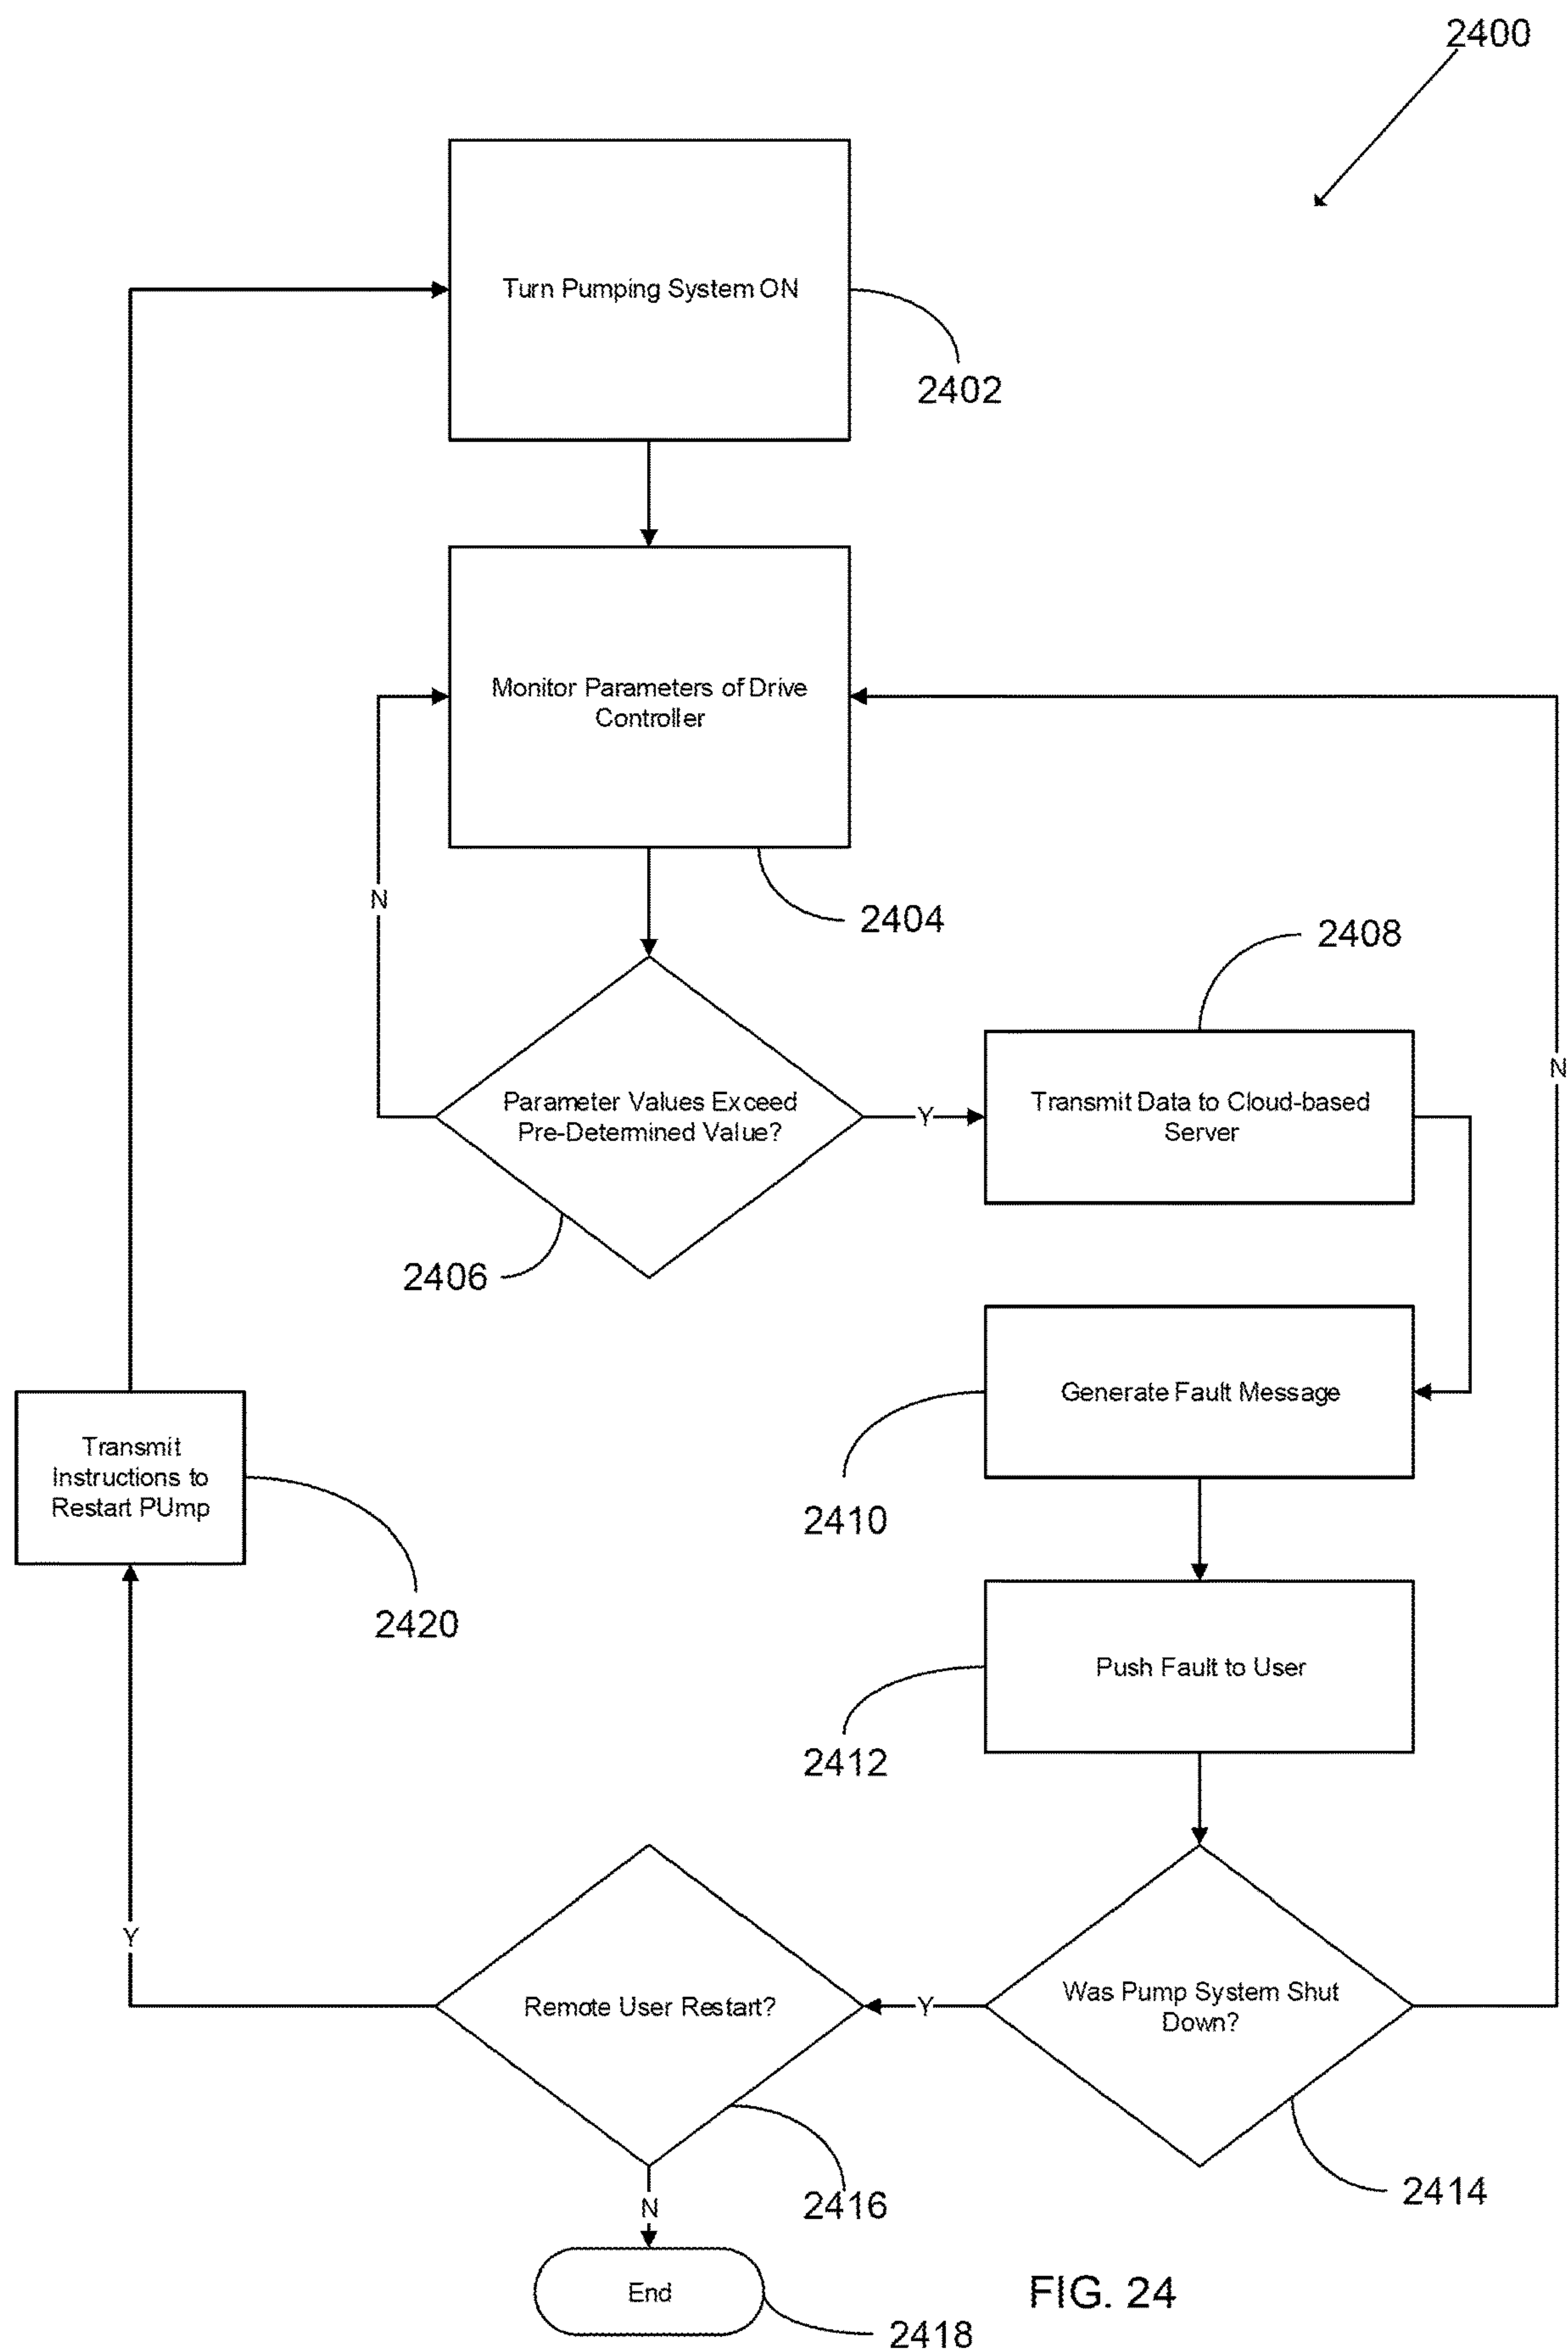 2400
Turn Pumping System ON
2402
Monitor Parameters of Drive
Controller
2404
N
Parameter Values Exceed
Pre-Determined Value?
2406
Y
2408
Transmit Data to Cloud-based
Server
N
Generate Fault Message
2410
Transmit
Instructions to
Restart PUmp
2420
Push Fault to User
2412
Was Pump System Shut
Down?
2414
Y
Remote User Restart?
2416
Y
N
End
2418
FIG. 24